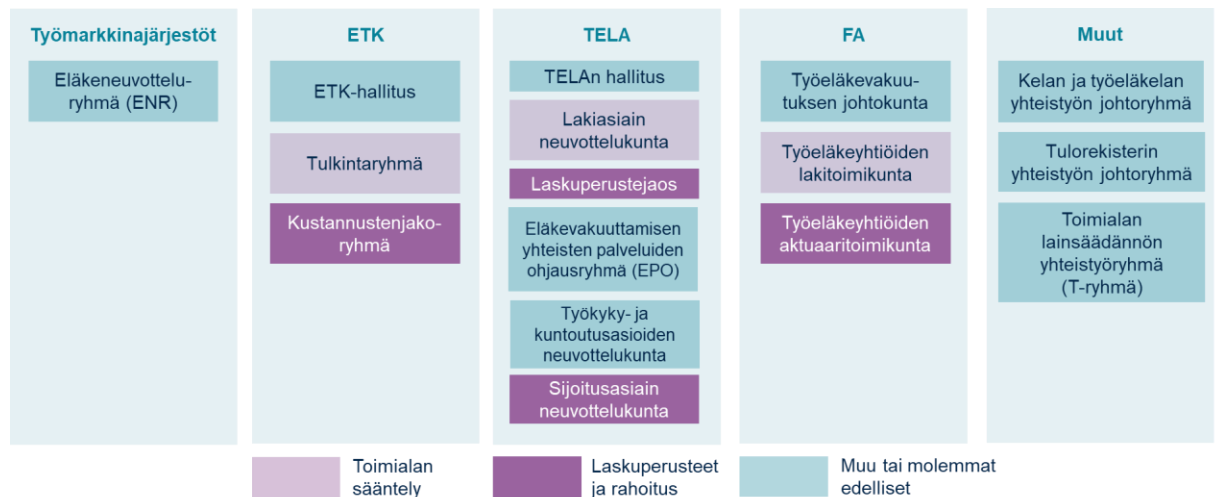 Työmarkkinajärjestöt
Eläkeneuvottelu-
ryhmä (ENR)
ETK
ETK-hallitus
Tulkintaryhmä
Kustannustenjako-
ryhmä
TELA
TELAn hallitus
Lakiasiain
neuvottelukunta
Laskuperustejaos
Eläkevakuuttamisen
yhteisten palveluiden
ohjausryhmä (EPO)
Työkyky- ja
kuntoutusasioiden
neuvottelukunta
Sijoitusasiain
neuvottelukunta
FA
Työeläkevakuu-
tuksen johtokunta
Työeläkeyhtiöiden
lakitoimikunta
Työeläkeyhtiöiden
aktuaaritoimikunta
Muut
Kelan ja työeläkelan
yhteistyön johtoryhmä
Tulorekisterin
yhteistyön johtoryhmä
Toimialan
lainsäädännön
yhteistyöryhmä
(T-ryhmä)
Toimialan
sääntely
Laskuperusteet
ja rahoitus
Muu tai molemmat
edelliset